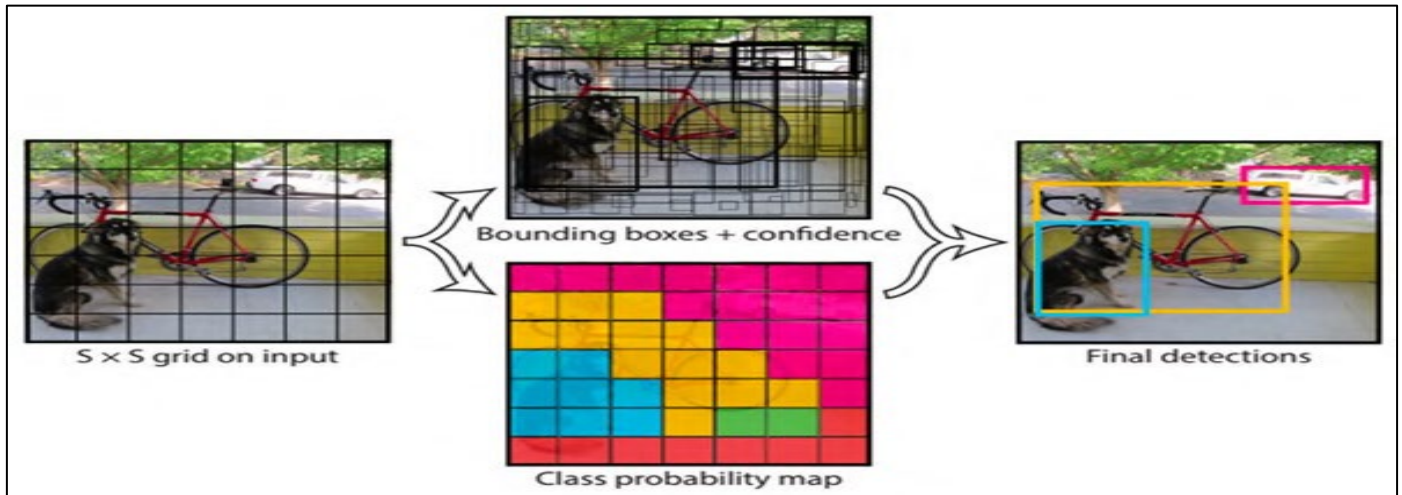 Bounding boxes + confidence
S × S grid on input
Final detections
Class probability map